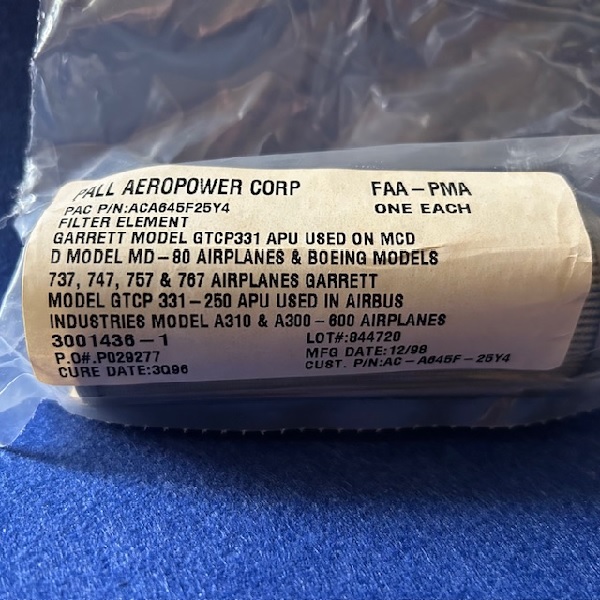 PALL AEROPOWER CORP FAA-PMA
PAC P/N:ACA645F25Y4 ONE EACH
FILTER ELEMENT
GARRETT MODEL GTCP331 APU USED ON MCD
D MODEL MD-80 AIRPLANES & BOEING MODELS
737, 747, 757 & 767 AIRPLANES GARRETT
MODEL GTCP 331-250 APU USED IN AIRBUS
INDUSTRIES MODEL A310 & A300-600 AIRPLANES
3001436-1 LOT#:844720
P.O#.P029277 MFG DATE:12/98
CURE DATE:3Q96 CUST. P/N:AC-A645F-25Y4